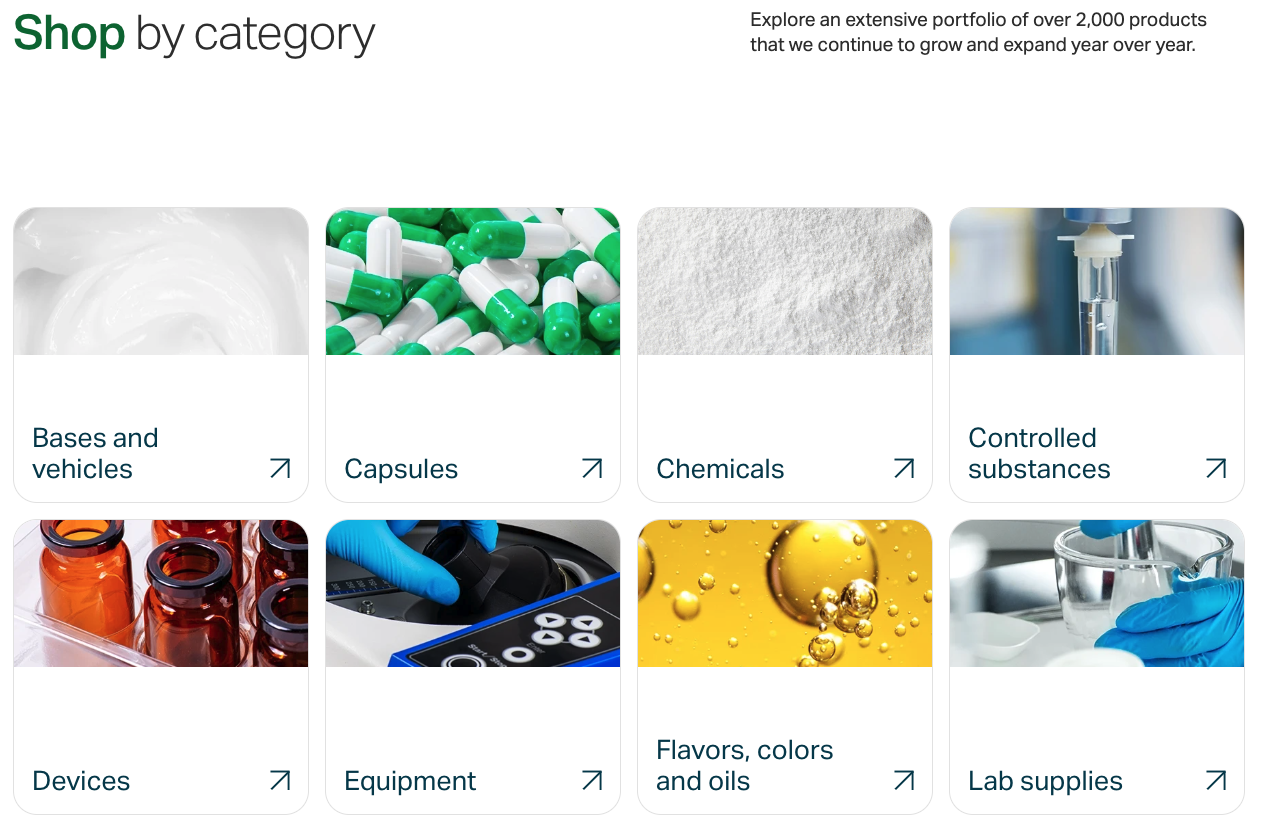 Shop by category
Explore an extensive portfolio of over 2,000 products
that we continue to grow and expand year over year.
Bases and
vehicles
Capsules
Chemicals
Controlled
substances
Devices
Equipment
Flavors, colors
and oils
Lab supplies